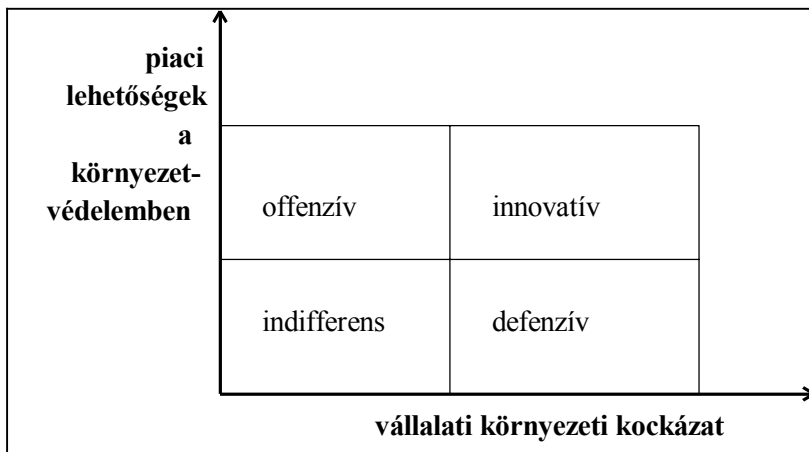 piaci
lehetőségek
a
környezet-
védelemben
offenzív
innovatív
indifferens
defenzív
vállalati környezeti kockázat